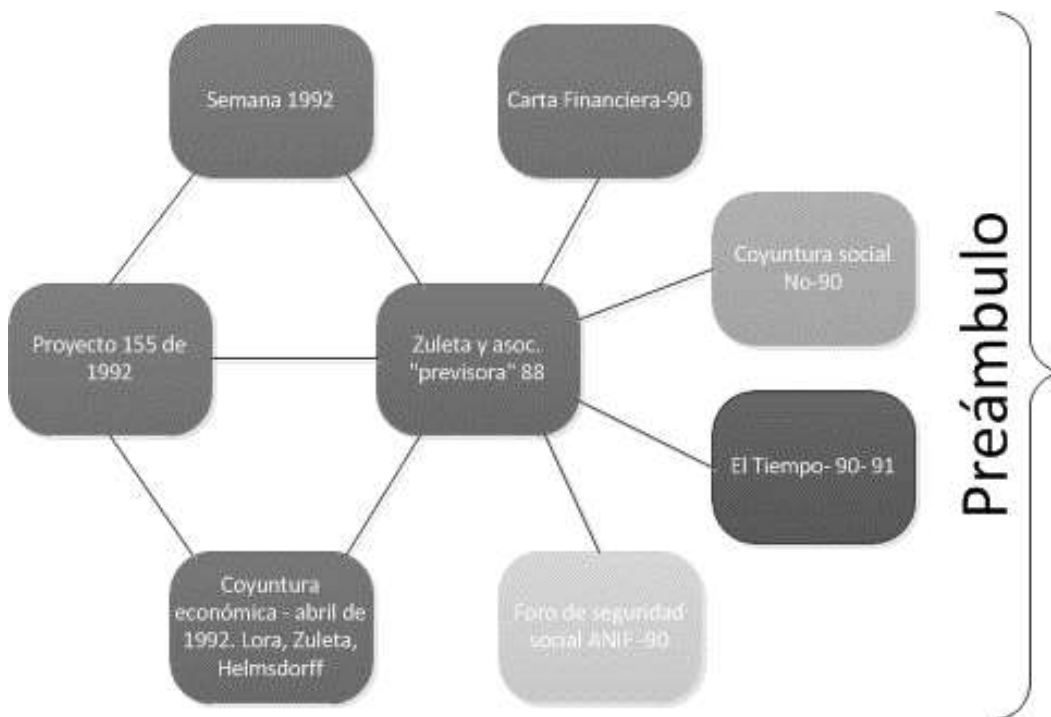 Semana 1992
Carta Financiera-90
Coyuntura social
No-90
Proyecto 155 de
1992
Zuleta y asoc.
"previsora" 88
El Tiempo- 90- 91
Coyuntura
económica - abril de
1992. Lora, Zuleta,
Helmsdorff
Foro de seguridad
social ANIF-90
Preámbulo